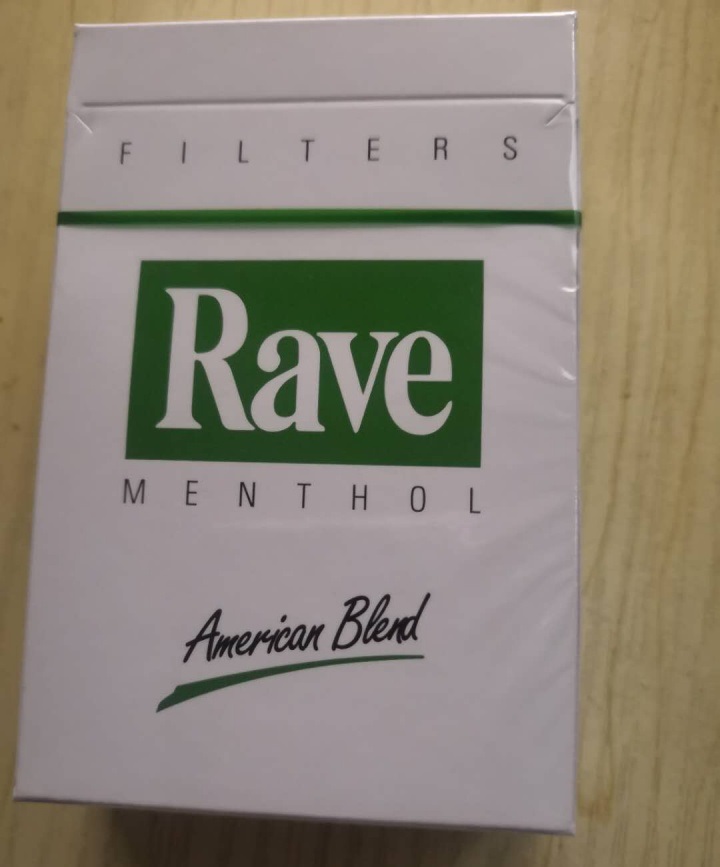 FILTERS
Rave
MENTHOL
American Blend